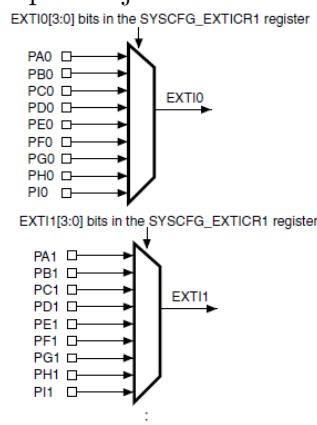 EXTI0[3:0] bits in the SYSCFG_EXTICR1 register
PA0
PB0
PC0
PD0
PE0
PF0
PG0
PH0
PI0
EXTI0
EXTI1[3:0] bits in the SYSCFG_EXTICR1 register
PA1
PB1
PC1
PD1
PE1
PF1
PG1
PH1
PI1
EXTI1
: